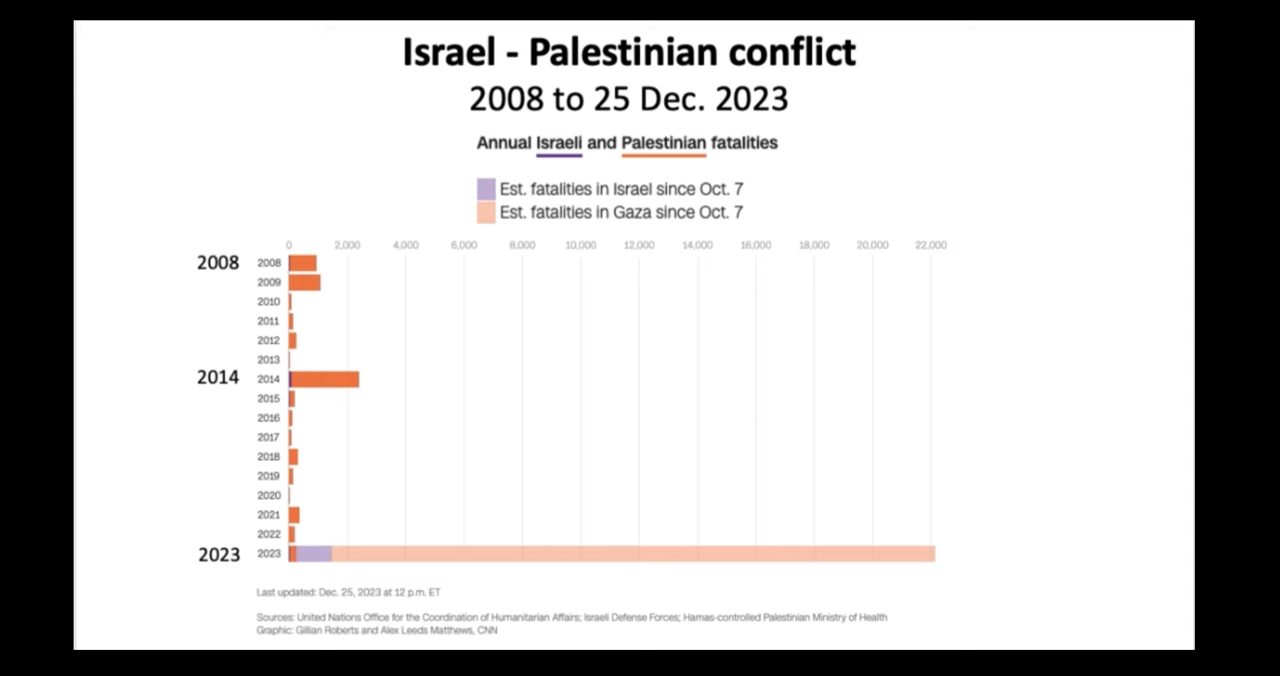 Israel - Palestinian conflict
2008 to 25 Dec. 2023
Annual Israeli and Palestinian fatalities
Est. fatalities in Israel since Oct. 7
Est. fatalities in Gaza since Oct. 7
0 2,000 4,000 6,000 8,000 10,000 12,000 14,000 16,000 18,000 20,000 22,000
2008 2008
2009
2010
2011
2012
2013
2014 2014
2015
2016
2017
2018
2019
2020
2021
2022
2023 2023
Last updated: Dec. 25, 2023 at 12 p.m. ET
Sources: United Nations Office for the Coordination of Humanitarian Affairs; Israeli Defense Forces; Hamas-controlled Palestinian Ministry of Health
Graphic: Gillian Roberts and Alex Leeds Matthews, CNN